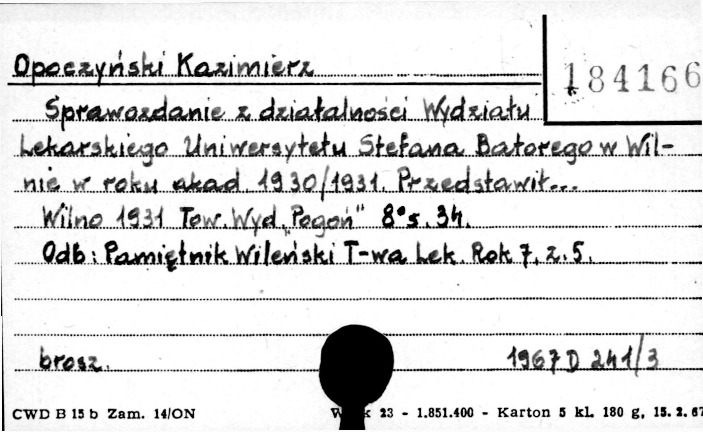 Opoczyński Kazimierz
184166
Sprawozdanie z działalności Wydziału
Lekarskiego Uniwersytetu Stefana Batorego w Wil-
nie w roku akad. 1930/1931. Przedstawił...
Wilno 1931 Tow. Wyd. „Pogoń” 8° s. 34.
Odb.: Pamiętnik Wileński T-wa Lek. Rok 7. z. 5.
brosz. 1967 D 241/3
CWD B 15 b Zam. 14/ON 23 - 1.851.400 - Karton 5 kl. 180 g, 15.2.67